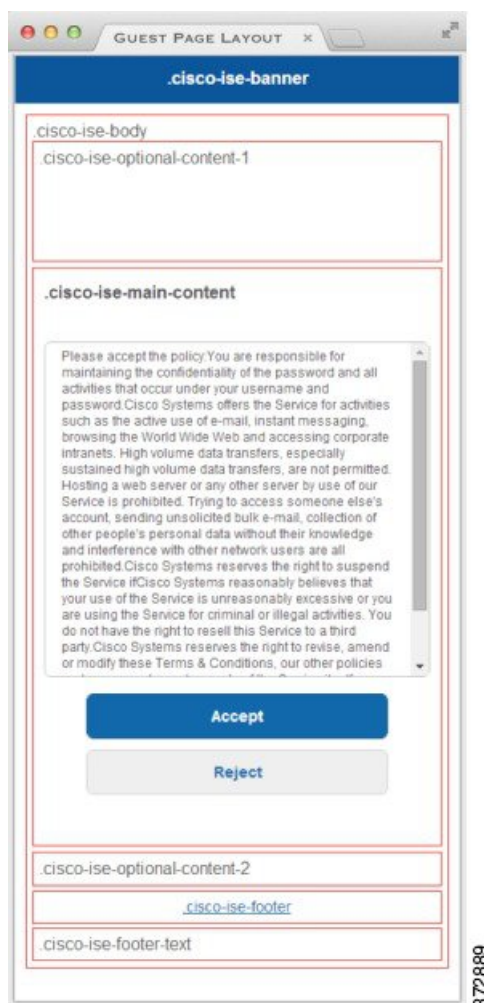 GUEST PAGE LAYOUT ×
.cisco-ise-banner
.cisco-ise-body
.cisco-ise-optional-content-1
.cisco-ise-main-content
Please accept the policy:You are responsible for
maintaining the confidentiality of the password and all
activities that occur under your username and
password.Cisco Systems offers the Service for activities
such as the active use of e-mail, instant messaging,
browsing the World Wide Web and accessing corporate
intranets. High volume data transfers, especially
sustained high volume data transfers, are not permitted.
Hosting a web server or any other server by use of our
Service is prohibited. Trying to access someone else's
account, sending unsolicited bulk e-mail, collection of
other people's personal data without their knowledge
and interference with other network users are all
prohibited.Cisco Systems reserves the right to suspend
the Service ifCisco Systems reasonably believes that
your use of the Service is unreasonably excessive or you
are using the Service for criminal or illegal activities. You
do not have the right to resell this Service to a third
party.Cisco Systems reserves the right to revise, amend
or modify these Terms & Conditions, our other policies
Accept
Reject
.cisco-ise-optional-content-2
.cisco-ise-footer
.cisco-ise-footer-text
372889